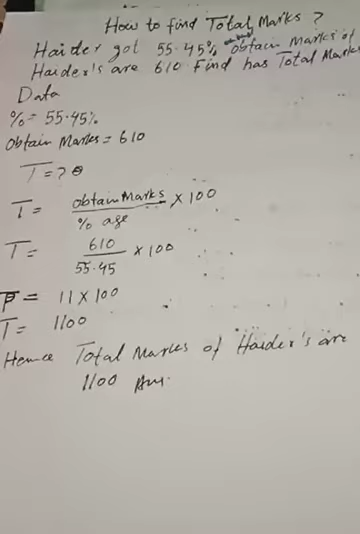 How to find Total Marks ?
Haider got 55.45% obtain Marks of
Haider's are 610 Find has Total Marks
Data
% = 55.45%
Obtain Marks = 610
T = ?
T = obtain Marks / % age × 100
T = 610 / 55.45 × 100
T = 11 × 100
T = 1100
Hence Total Marks of Haider's are
1100 Ans.